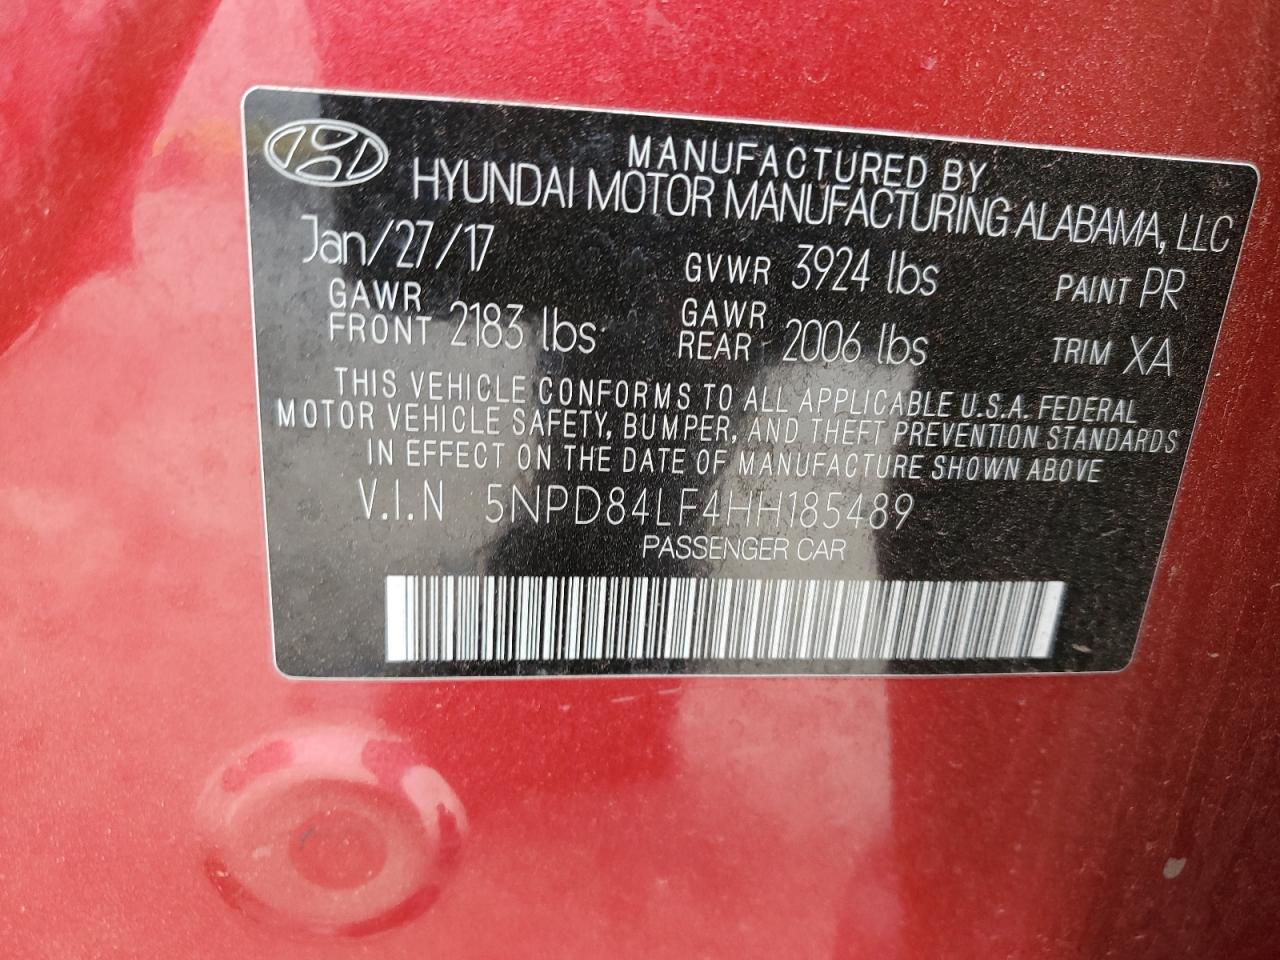 MANUFACTURED BY
HYUNDAI MOTOR MANUFACTURING ALABAMA, LLC
Jan/27/17 GVWR 3924 lbs PAINT PR
GAWR FRONT 2183 lbs GAWR REAR 2006 lbs TRIM XA
THIS VEHICLE CONFORMS TO ALL APPLICABLE U.S.A. FEDERAL
MOTOR VEHICLE SAFETY, BUMPER, AND THEFT PREVENTION STANDARDS
IN EFFECT ON THE DATE OF MANUFACTURE SHOWN ABOVE
V.I.N 5NPD84LF4HH185489
PASSENGER CAR